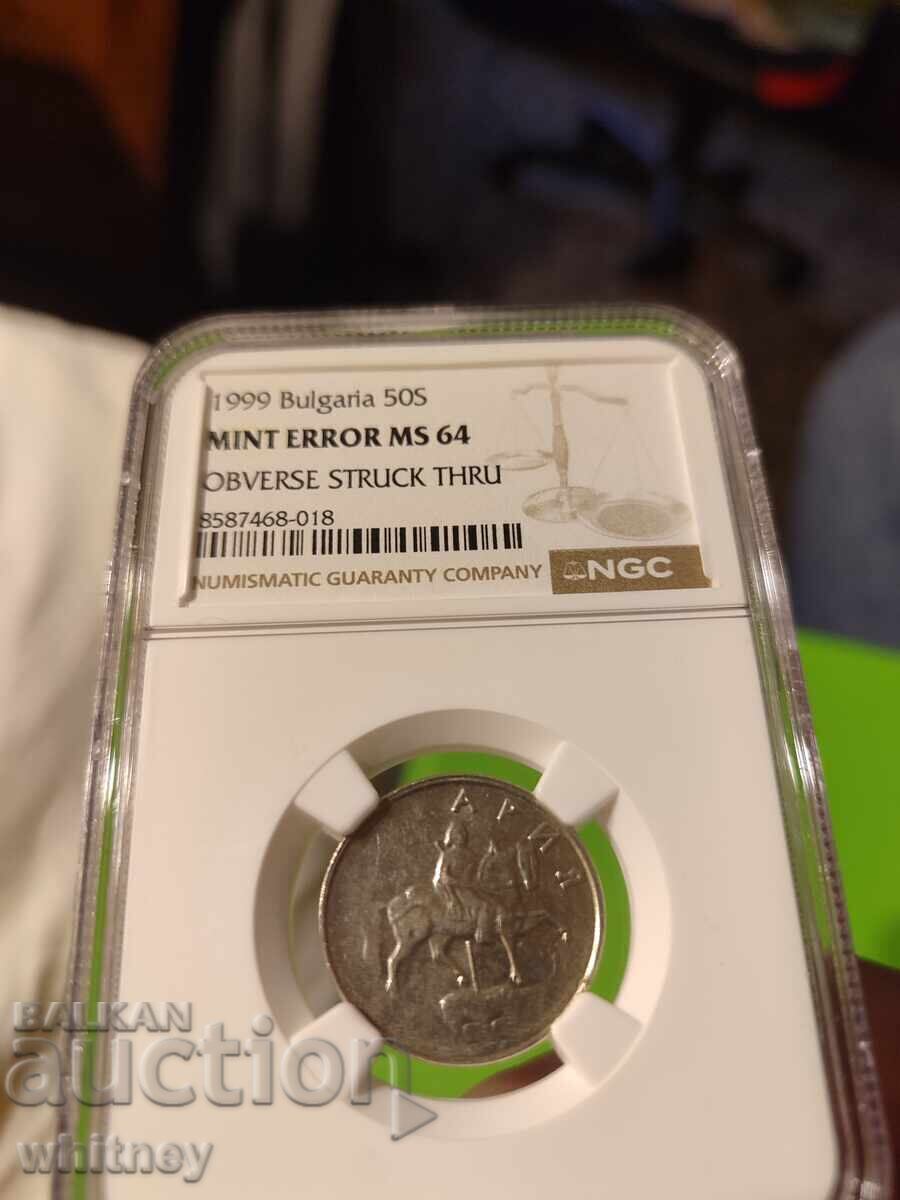 1999 Bulgaria 50S
MINT ERROR MS 64
OBVERSE STRUCK THRU
8587468-018
NUMISMATIC GUARANTY COMPANY
NGC
АРИЯ
BALKAN
auction
whitney